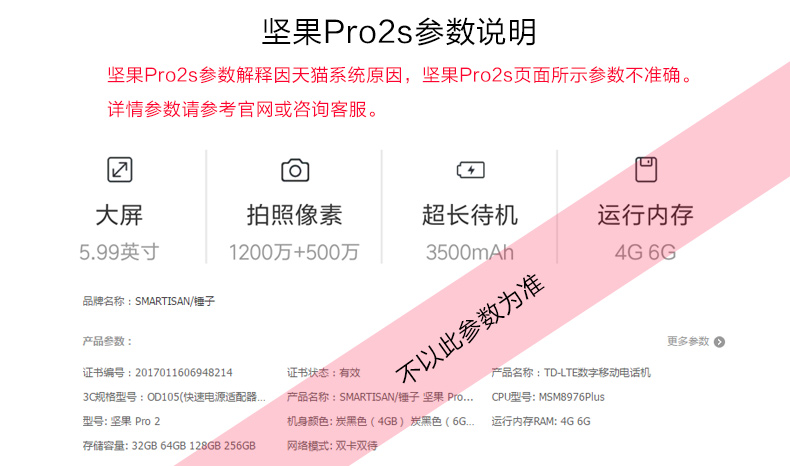 坚果Pro2s参数说明
坚果Pro2s参数解释因天猫系统原因，坚果Pro2s页面所示参数不准确。
详情参数请参考官网或咨询客服。
大屏 拍照像素 超长待机 运行内存
5.99英寸 1200万+500万 3500mAh 4G 6G
不以此参数为准
品牌名称：SMARTISAN/锤子
产品参数： 更多参数
证书编号：2017011606948214 证书状态：有效 产品名称：TD-LTE数字移动电话机
3C规格型号：OD105(快速电源适配器... 产品名称：SMARTISAN/锤子 坚果 Pro... CPU型号: MSM8976Plus
型号: 坚果 Pro 2 机身颜色: 炭黑色（4GB） 炭黑色（6G... 运行内存RAM: 4G 6G
存储容量: 32GB 64GB 128GB 256GB 网络模式: 双卡双待